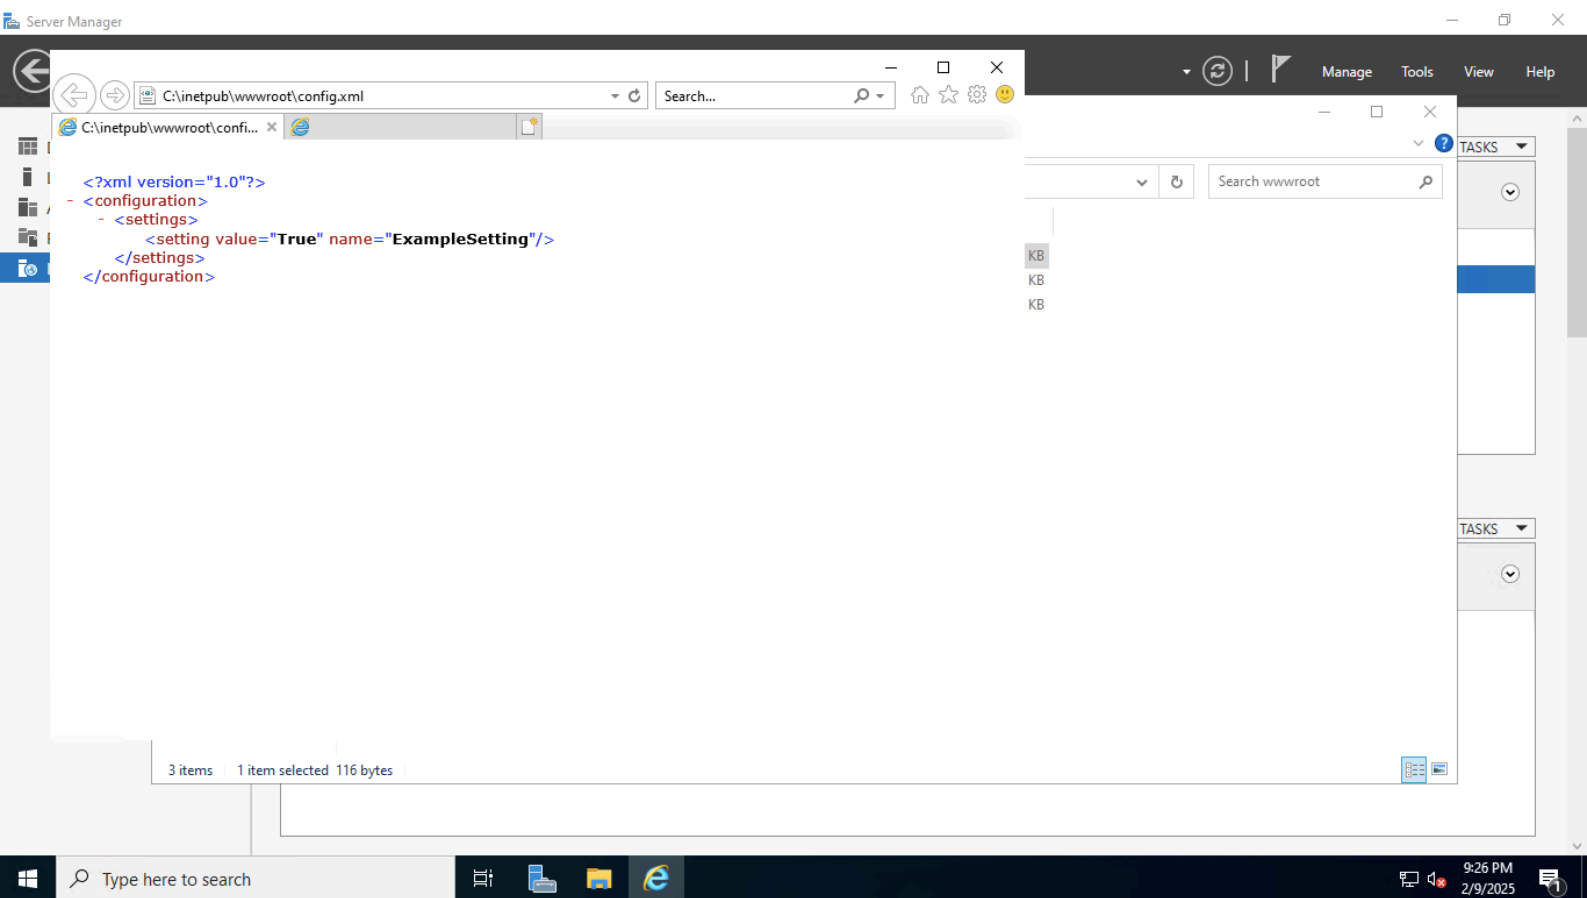 Server Manager
Manage Tools View Help
C:\inetpub\wwwroot\config.xml
Search...
C:\inetpub\wwwroot\confi...
TASKS
<?xml version="1.0"?>
- <configuration>
- <settings>
<setting value="True" name="ExampleSetting"/>
</settings>
</configuration>
Search wwwroot
KB
KB
KB
TASKS
3 items 1 item selected 116 bytes
Type here to search
9:26 PM
2/9/2025
1